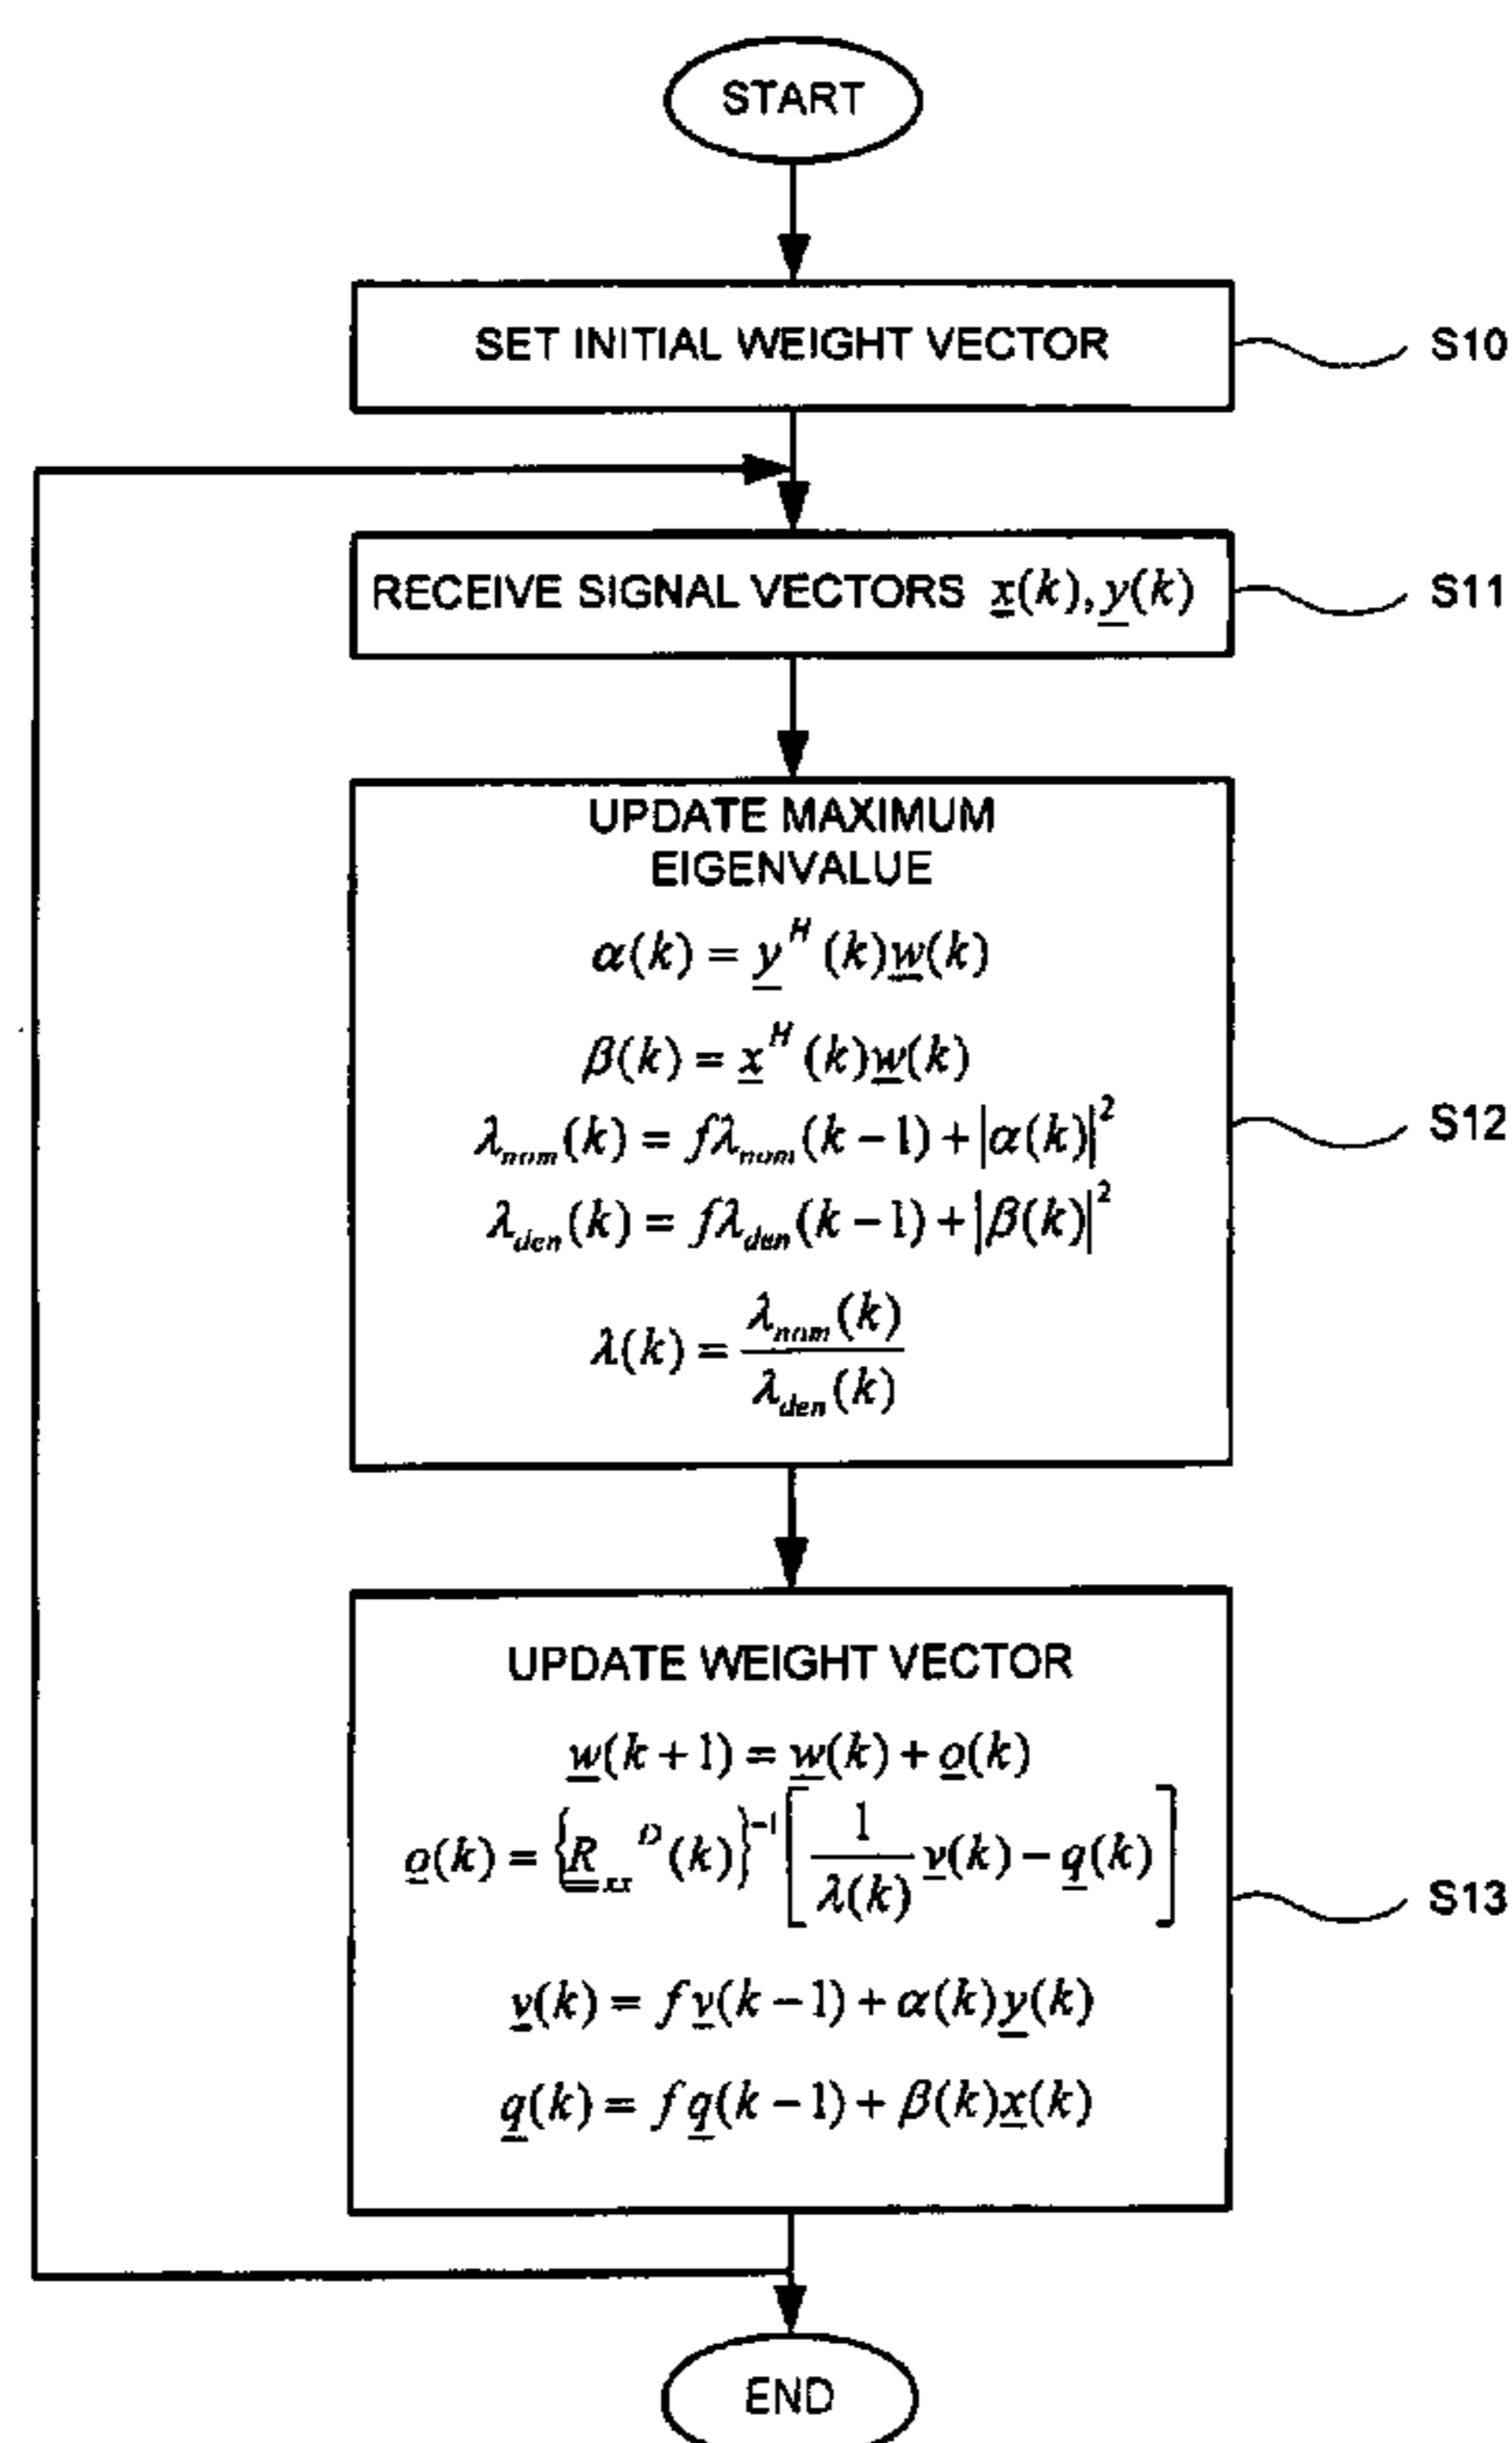 START
SET INITIAL WEIGHT VECTOR
S10
RECEIVE SIGNAL VECTORS x(k), y(k)
S11
UPDATE MAXIMUM
EIGENVALUE
α(k) = y^H (k)w(k)
β(k) = x^H (k)w(k)
λ_nom(k) = fλ_nom(k−1) + |α(k)|^2
λ_den(k) = fλ_den(k−1) + |β(k)|^2
λ(k) = λ_nom(k) / λ_den(k)
S12
UPDATE WEIGHT VECTOR
w(k+1) = w(k) + o(k)
o(k) = {R_xx^D(k)}^−1 [1/λ(k) v(k) − q(k)]
v(k) = f v(k−1) + α(k)y(k)
q(k) = f q(k−1) + β(k)x(k)
S13
END